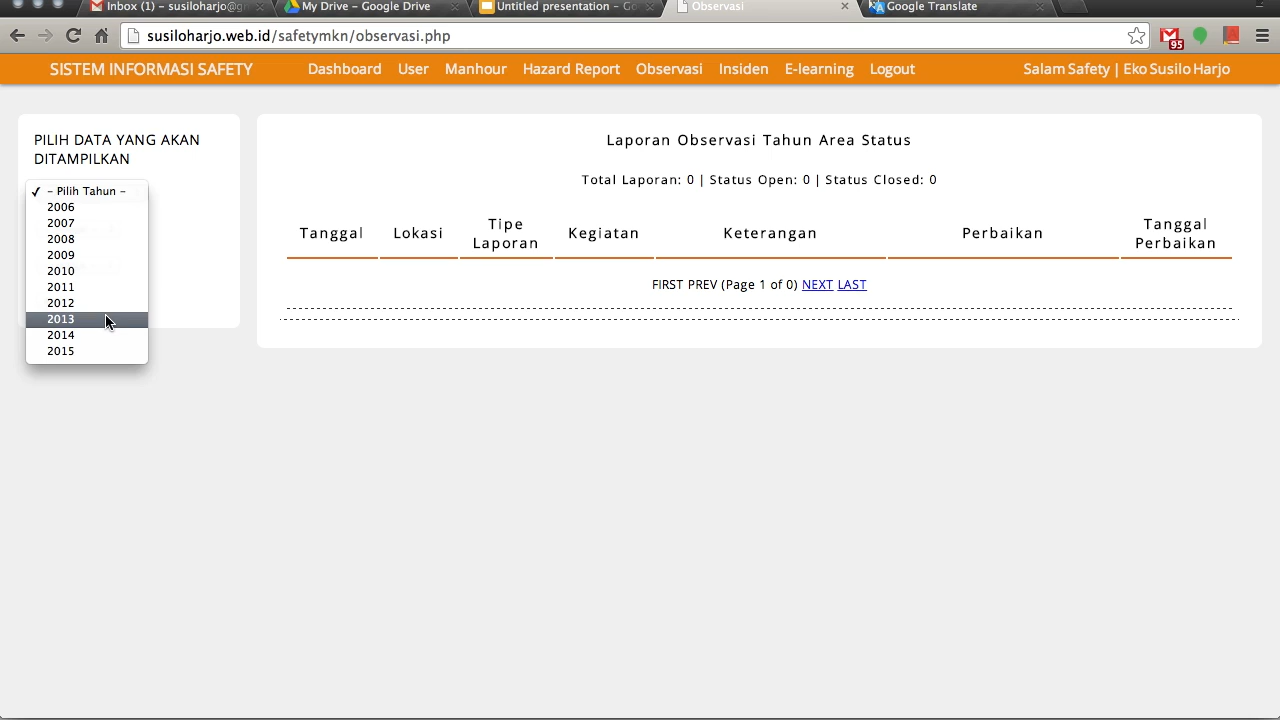 Inbox (1) – susiloharjo@g
My Drive – Google Drive
Untitled presentation – Go
Observasi
Google Translate
susiloharjo.web.id/safetymkn/observasi.php
95
SISTEM INFORMASI SAFETY
Dashboard User Manhour Hazard Report Observasi Insiden E-learning Logout
Salam Safety | Eko Susilo Harjo
PILIH DATA YANG AKAN
DITAMPILKAN
✓ – Pilih Tahun –
2006
2007
2008
2009
2010
2011
2012
2013
2014
2015
Laporan Observasi Tahun Area Status
Total Laporan: 0 | Status Open: 0 | Status Closed: 0
Tanggal
Lokasi
Tipe
Laporan
Kegiatan
Keterangan
Perbaikan
Tanggal
Perbaikan
FIRST PREV (Page 1 of 0) NEXT LAST